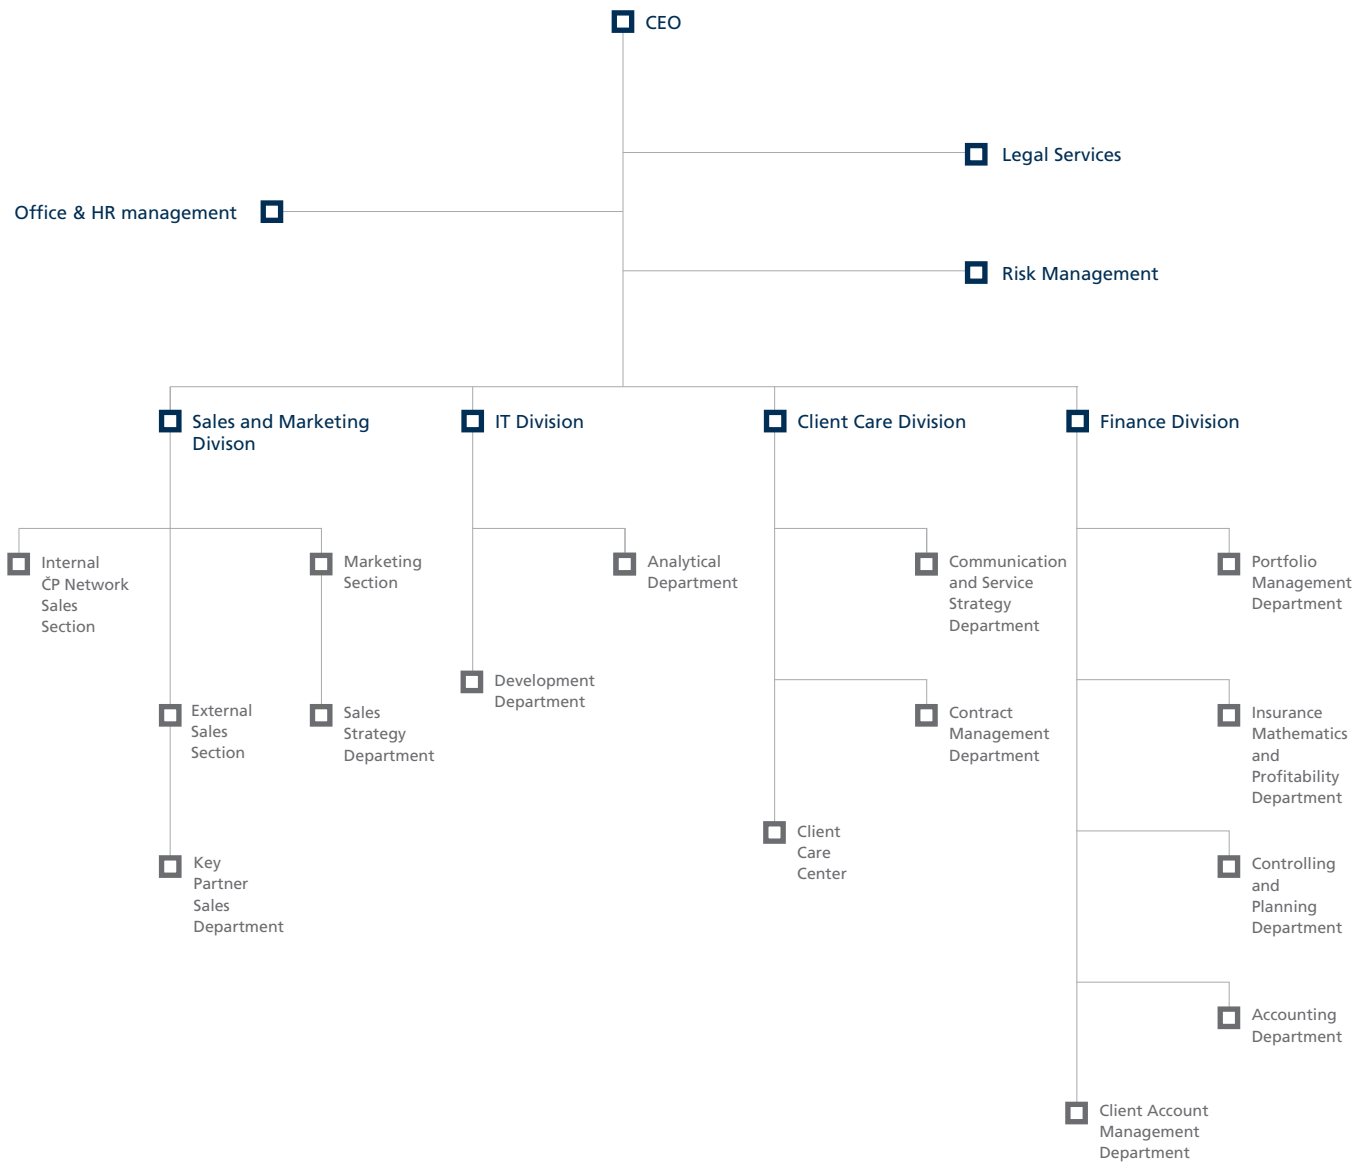 CEO
Legal Services
Office & HR management
Risk Management
Sales and Marketing
Divison
IT Division
Client Care Division
Finance Division
Internal
ČP Network
Sales
Section
Marketing
Section
Analytical
Department
Communication
and Service
Strategy
Department
Portfolio
Management
Department
Development
Department
External
Sales
Section
Sales
Strategy
Department
Contract
Management
Department
Insurance
Mathematics
and
Profitability
Department
Client
Care
Center
Key
Partner
Sales
Department
Controlling
and
Planning
Department
Accounting
Department
Client Account
Management
Department